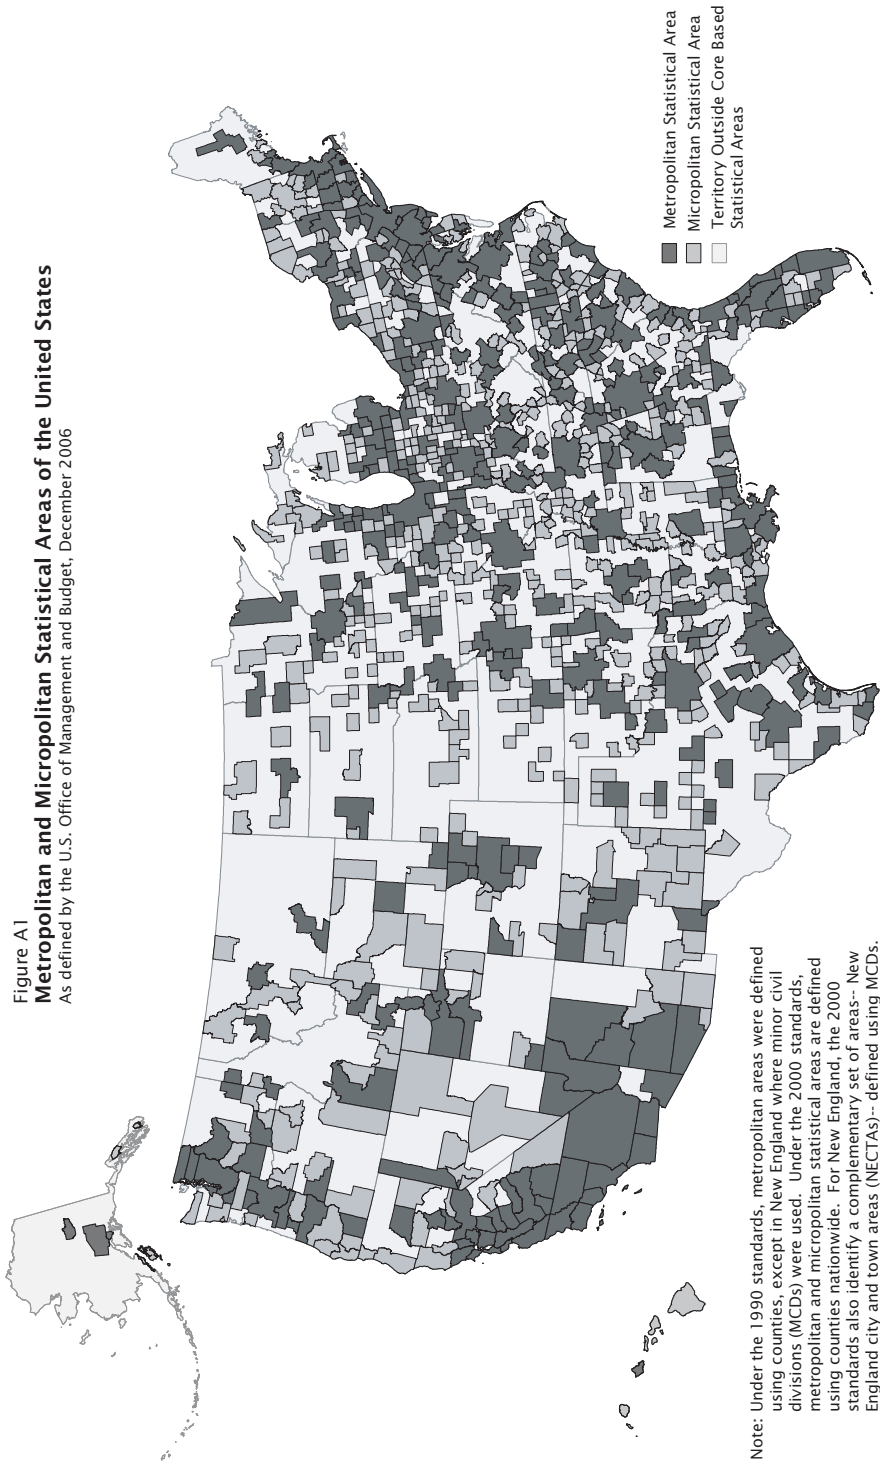 Figure A1
Metropolitan and Micropolitan Statistical Areas of the United States
As defined by the U.S. Office of Management and Budget, December 2006
Metropolitan Statistical Area
Micropolitan Statistical Area
Territory Outside Core Based
Statistical Areas
Note: Under the 1990 standards, metropolitan areas were defined
using counties, except in New England where minor civil
divisions (MCDs) were used. Under the 2000 standards,
metropolitan and micropolitan statistical areas are defined
using counties nationwide. For New England, the 2000
standards also identify a complementary set of areas-- New
England city and town areas (NECTAs)-- defined using MCDs.